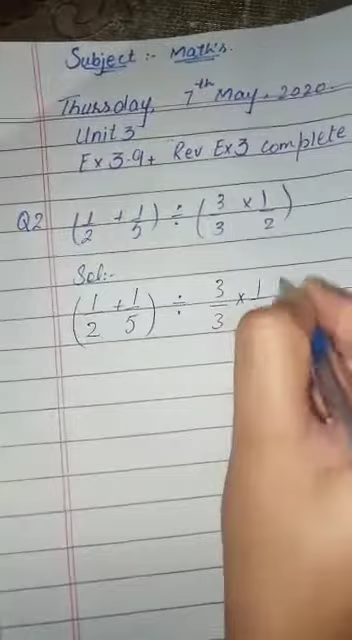 Subject :- Math's.
Thursday, 7th May, 2020.
Unit 3
Ex 3.9 + Rev Ex 3 complete
Q2 (1/2 + 1/5) ÷ (3/3 × 1/2)
Sol:-
(1/2 + 1/5) ÷ 3/3 × 1